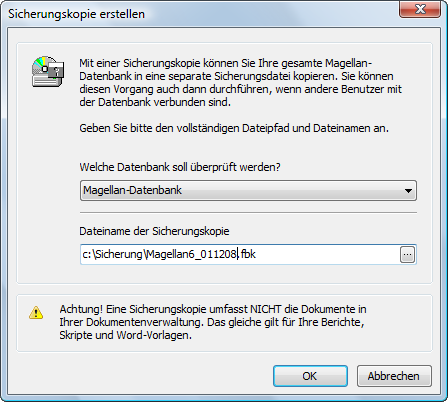 Sicherungskopie erstellen
Mit einer Sicherungskopie können Sie Ihre gesamte Magellan-
Datenbank in eine separate Sicherungsdatei kopieren. Sie können
diesen Vorgang auch dann durchführen, wenn andere Benutzer mit
der Datenbank verbunden sind.
Geben Sie bitte den vollständigen Dateipfad und Dateinamen an.
Welche Datenbank soll überprüft werden?
Magellan-Datenbank
Dateiname der Sicherungskopie
c:\Sicherung\Magellan6_011208.fbk
...
Achtung! Eine Sicherungskopie umfasst NICHT die Dokumente in
Ihrer Dokumentenverwaltung. Das gleiche gilt für Ihre Berichte,
Skripte und Word-Vorlagen.
OK Abbrechen